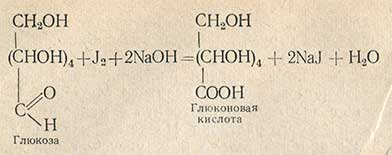 CH₂OH CH₂OH
(CHOH)₄+J₂+2NaOH=(CHOH)₄ + 2NaJ + H₂O
C O COOH
H Глюконовая
Глюкоза кислота